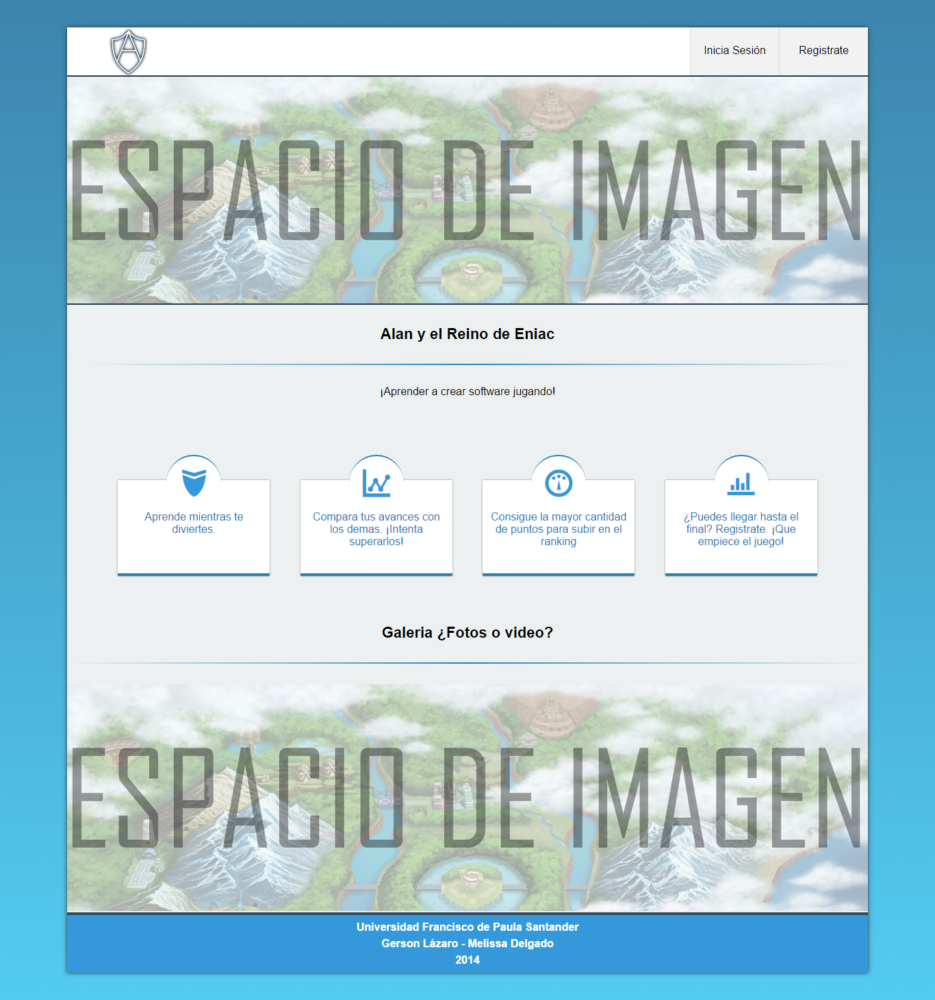 A
Inicia Sesión
Registrate
ESPACIO DE IMAGEN
Alan y el Reino de Eniac
¡Aprender a crear software jugando!
Aprende mientras te
diviertes.
Compara tus avances con
los demas. ¡Intenta
superarlos!
Consigue la mayor cantidad
de puntos para subir en el
ranking
¿Puedes llegar hasta el
final? Registrate. ¡Que
empiece el juego!
Galeria ¿Fotos o video?
ESPACIO DE IMAGEN
Universidad Francisco de Paula Santander
Gerson Lázaro - Melissa Delgado
2014